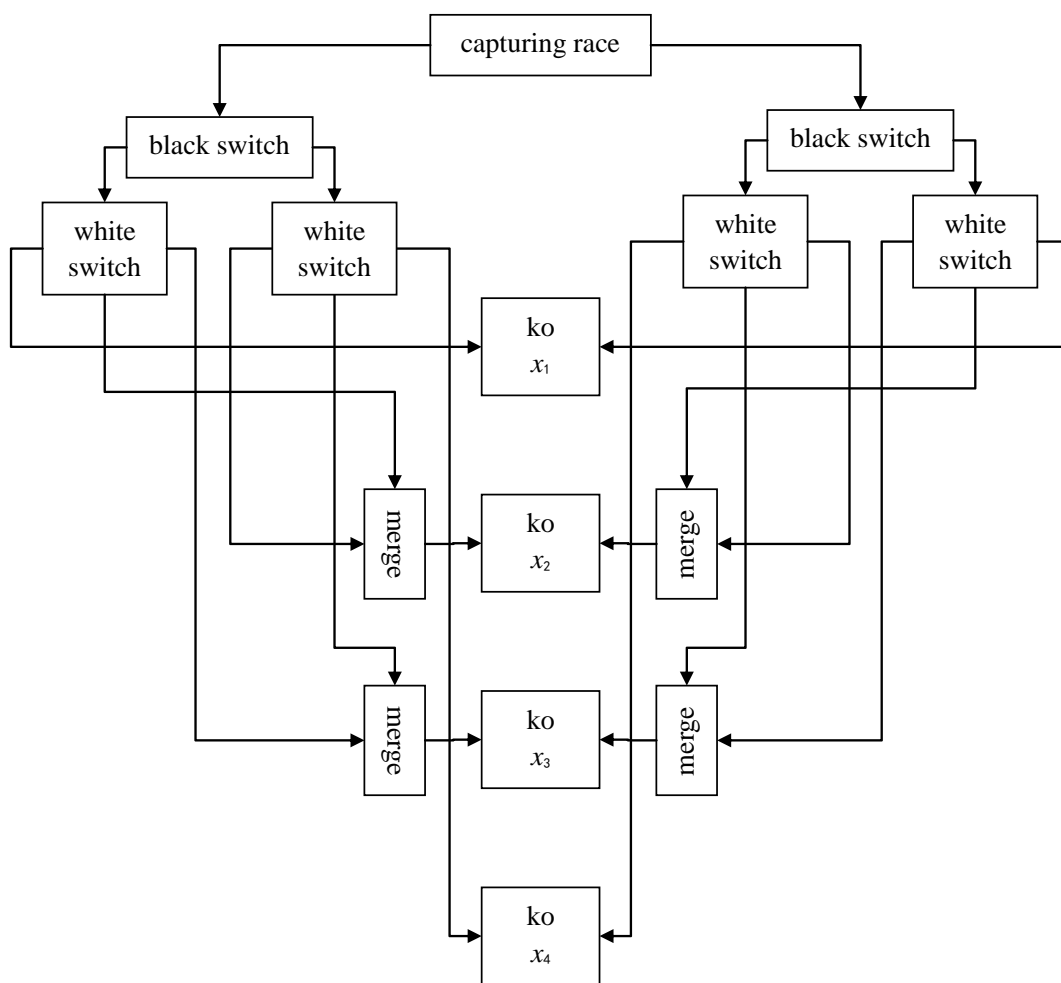 capturing race
black switch
black switch
white
switch
white
switch
white
switch
white
switch
ko
x₁
merge
ko
x₂
merge
merge
ko
x₃
merge
ko
x₄